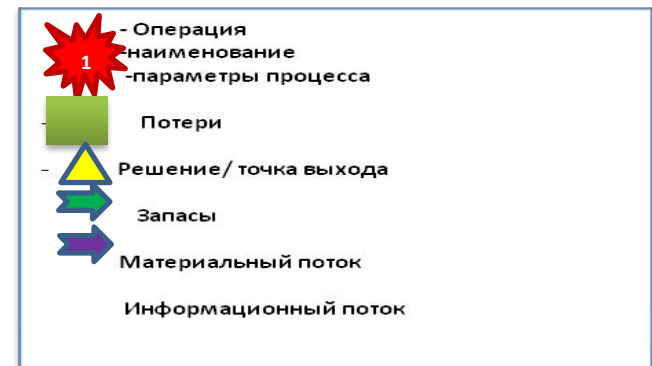 - Операция
-наименование
1
-параметры процесса
- Потери
- Решение/ точка выхода
Запасы
Материальный поток
Информационный поток